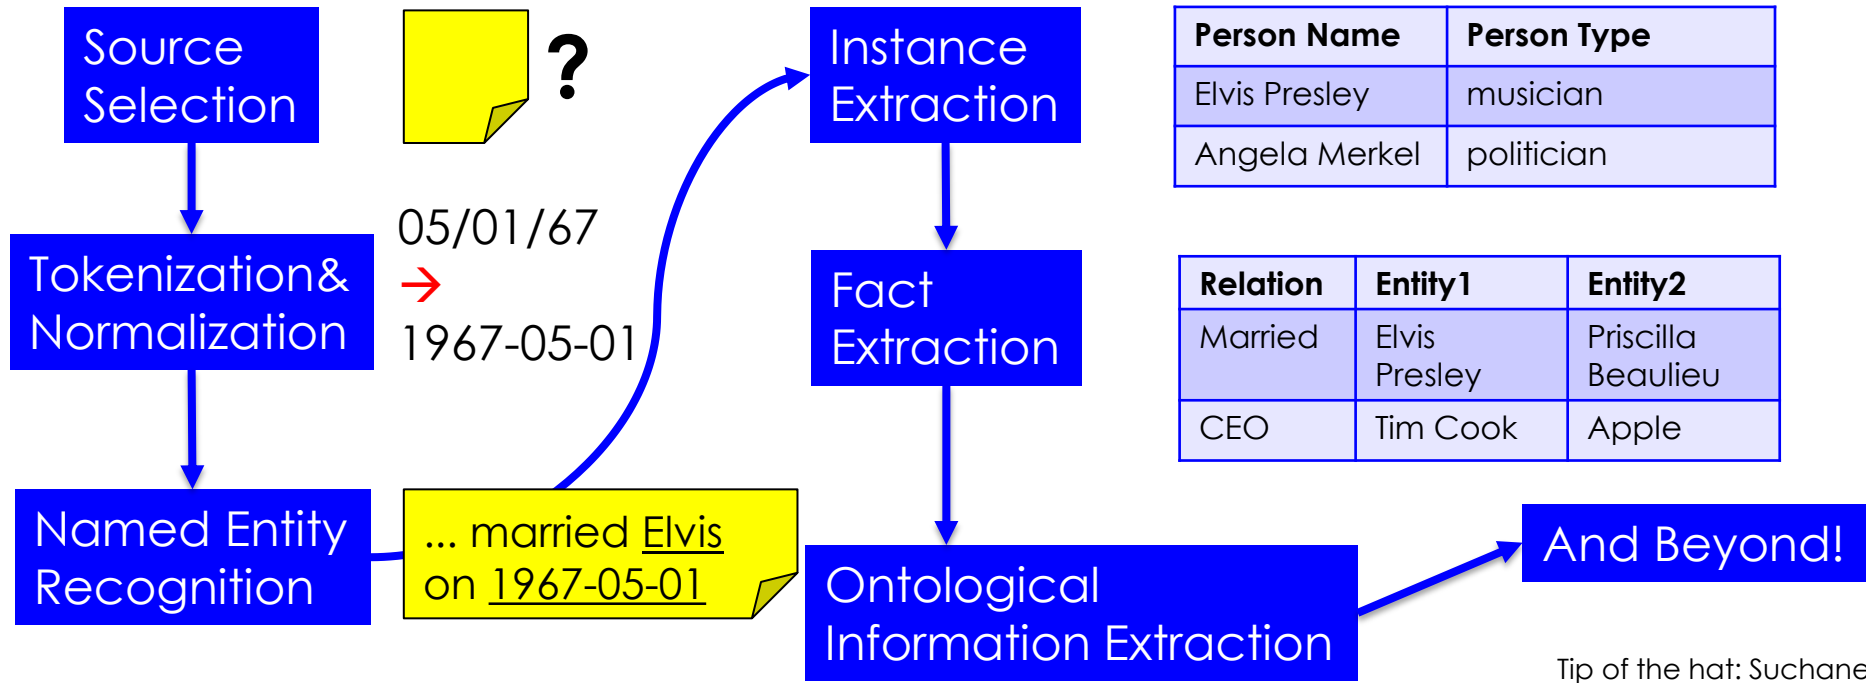 Source
Selection
?
Tokenization&
Normalization
05/01/67
→
1967-05-01
Named Entity
Recognition
... married Elvis
on 1967-05-01
Instance
Extraction
Person Name Person Type
Elvis Presley musician
Angela Merkel politician
Fact
Extraction
Relation Entity1 Entity2
Married Elvis Priscilla
Presley Beaulieu
CEO Tim Cook Apple
Ontological
Information Extraction
And Beyond!
Tip of the hat: Suchane